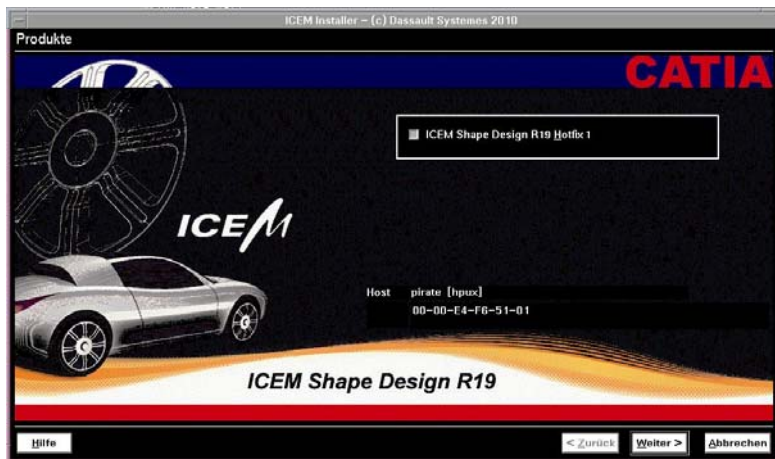 ICEM Installer – (c) Dassault Systemes 2010
Produkte
CATIA
ICEM Shape Design R19 Hotfix 1
ICEM
Host pirate [hpux]
00-00-E4-F6-51-01
ICEM Shape Design R19
Hilfe
< Zurück Weiter > Abbrechen